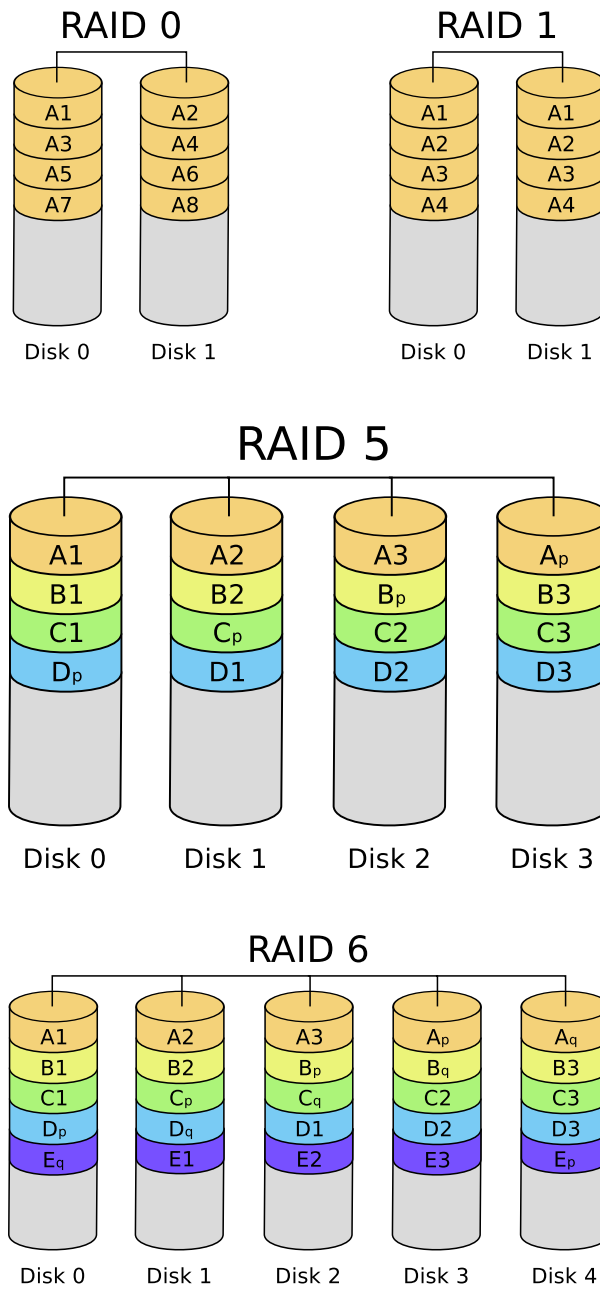 RAID 0 RAID 1
A1 A2 A1 A1
A3 A4 A2 A2
A5 A6 A3 A3
A7 A8 A4 A4
Disk 0 Disk 1 Disk 0 Disk 1
RAID 5
A1 A2 A3 Ap
B1 B2 Bp B3
C1 Cp C2 C3
Dp D1 D2 D3
Disk 0 Disk 1 Disk 2 Disk 3
RAID 6
A1 A2 A3 Ap Aq
B1 B2 Bp Bq B3
C1 Cp Cq C2 C3
Dp Dq D1 D2 D3
Eq E1 E2 E3 Ep
Disk 0 Disk 1 Disk 2 Disk 3 Disk 4